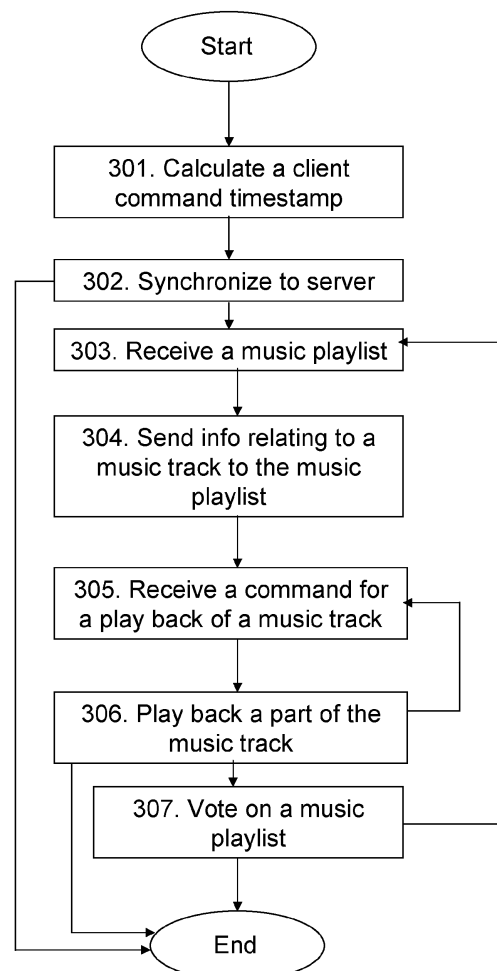 Start
301. Calculate a client
command timestamp
302. Synchronize to server
303. Receive a music playlist
304. Send info relating to a
music track to the music
playlist
305. Receive a command for
a play back of a music track
306. Play back a part of the
music track
307. Vote on a music
playlist
End